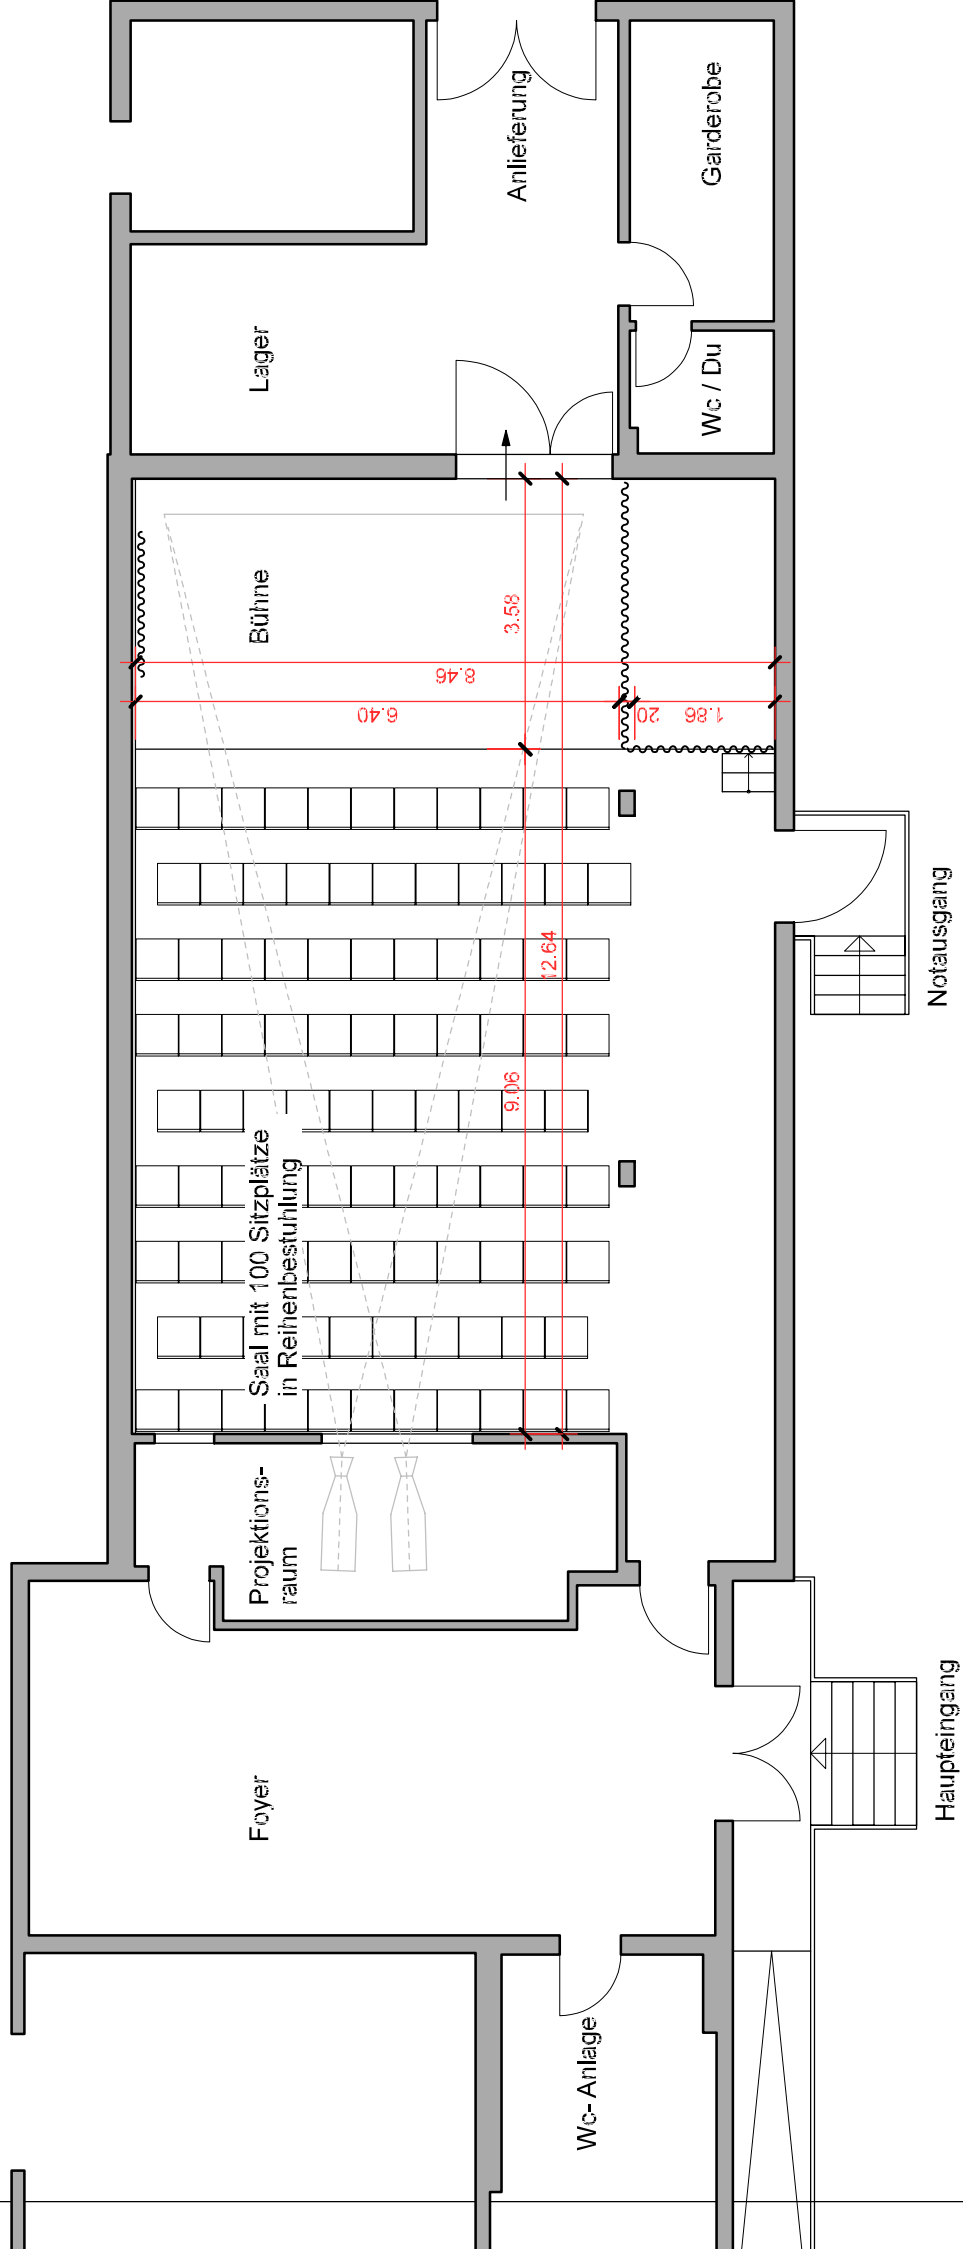 Anlieferung
Garderobe
Lager
Wc / Du
Bühne
3.58
8.46
6.40
20
1.86
12.64
9.06
Notausgang
Saal mit 100 Sitzplätze
in Reihenbestuhlung
Projektions-
raum
Foyer
Haupteingang
Wc- Anlage